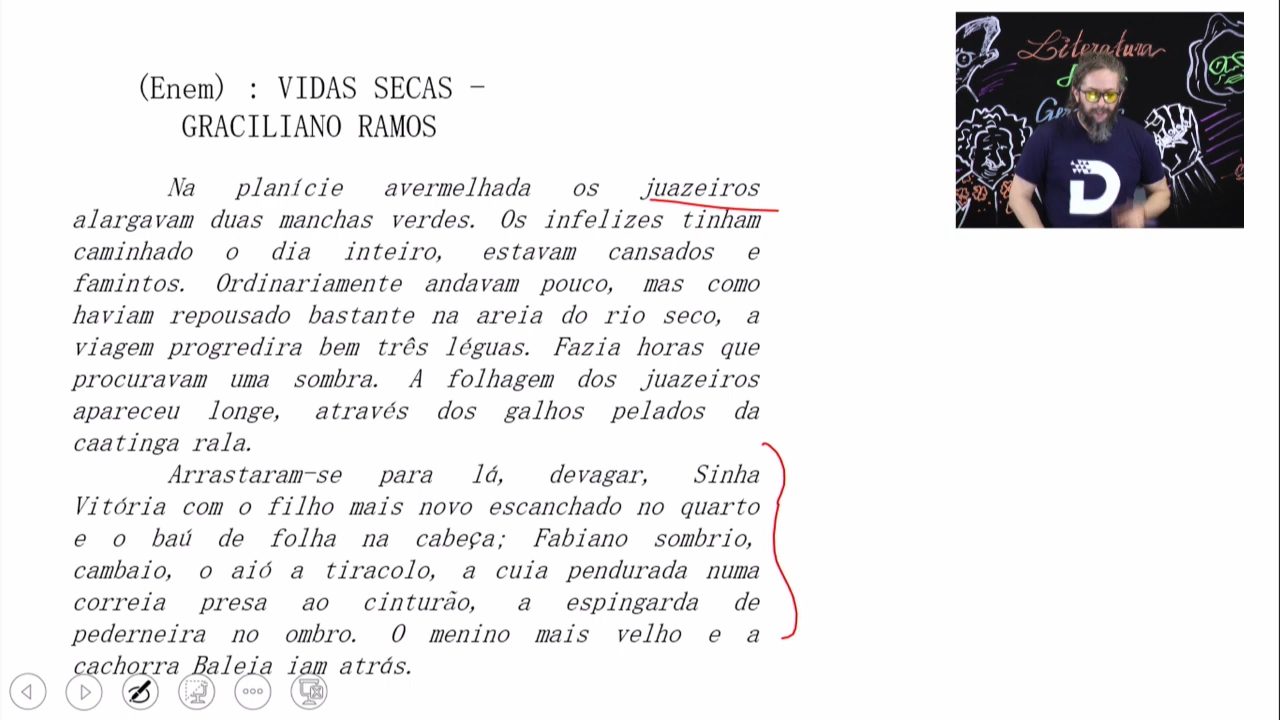 (Enem) : VIDAS SECAS –
GRACILIANO RAMOS
Na planície avermelhada os juazeiros
alargavam duas manchas verdes. Os infelizes tinham
caminhado o dia inteiro, estavam cansados e
famintos. Ordinariamente andavam pouco, mas como
haviam repousado bastante na areia do rio seco, a
viagem progredira bem três léguas. Fazia horas que
procuravam uma sombra. A folhagem dos juazeiros
apareceu longe, através dos galhos pelados da
caatinga rala.
Arrastaram-se para lá, devagar, Sinha
Vitória com o filho mais novo escanchado no quarto
e o baú de folha na cabeça; Fabiano sombrio,
cambaio, o aió a tiracolo, a cuia pendurada numa
correia presa ao cinturão, a espingarda de
pederneira no ombro. O menino mais velho e a
cachorra Baleia iam atrás.
Literatura
D